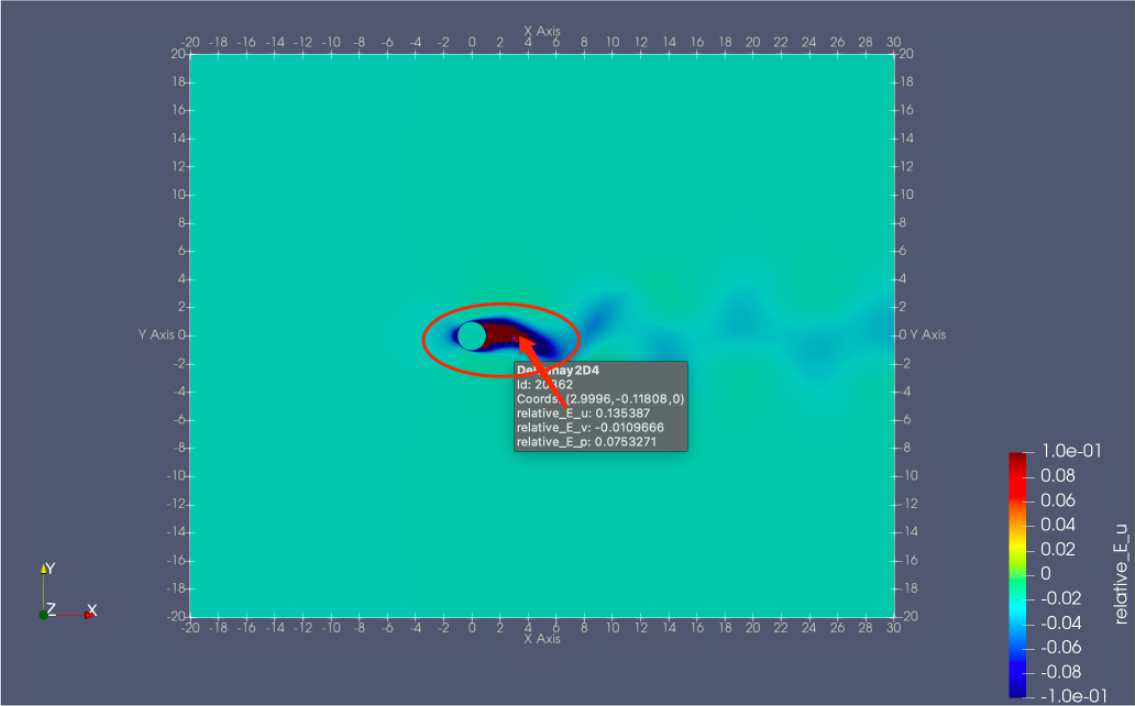 X Axis
-20 -18 -16 -14 -12 -10 -8 -6 -4 -2 0 2 4 6 8 10 12 14 16 18 20 22 24 26 28 30
20 20
18 18
16 16
14 14
12 12
10 10
8 8
6 6
4 4
2 2
Y Axis 0 0 Y Axis
-2 -2
-4 -4
-6 -6
-8 -8
-10 -10
-12 -12
-14 -14
-16 -16
-18 -18
-20 -20
-20 -18 -16 -14 -12 -10 -8 -6 -4 -2 0 2 4 6 8 10 12 14 16 18 20 22 24 26 28 30
X Axis
Id: 20362
Coords: (2.9996,-0.11808,0)
relative_E_u: 0.135387
relative_E_v: -0.0109666
relative_E_p: 0.0753271
1.0e-01
0.08
0.06
0.04
0.02
0
-0.02
-0.04
-0.06
-0.08
-1.0e-01
relative_E_u
Y
Z
X